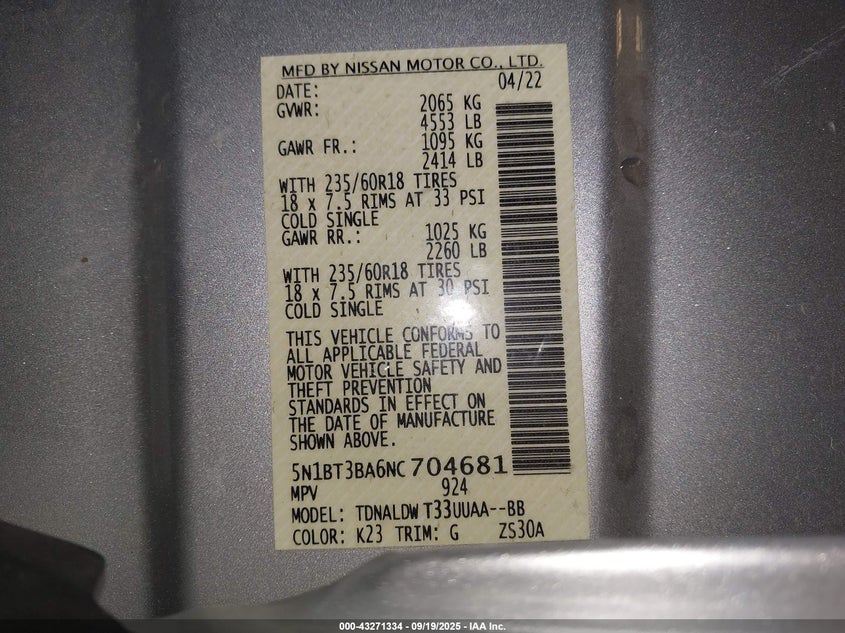 MFD BY NISSAN MOTOR CO., LTD.
DATE: 04/22
GVWR: 2065 KG
4553 LB
GAWR FR.: 1095 KG
2414 LB
WITH 235/60R18 TIRES
18 x 7.5 RIMS AT 33 PSI
COLD SINGLE
GAWR RR.: 1025 KG
2260 LB
WITH 235/60R18 TIRES
18 x 7.5 RIMS AT 30 PSI
COLD SINGLE
THIS VEHICLE CONFORMS TO
ALL APPLICABLE FEDERAL
MOTOR VEHICLE SAFETY AND
THEFT PREVENTION
STANDARDS IN EFFECT ON
THE DATE OF MANUFACTURE
SHOWN ABOVE.
5N1BT3BA6NC704681
MPV 924
MODEL: TDNALDW T33UUAA--BB
COLOR: K23 TRIM: G ZS30A
000-43271334 - 09/19/2025 - IAA Inc.